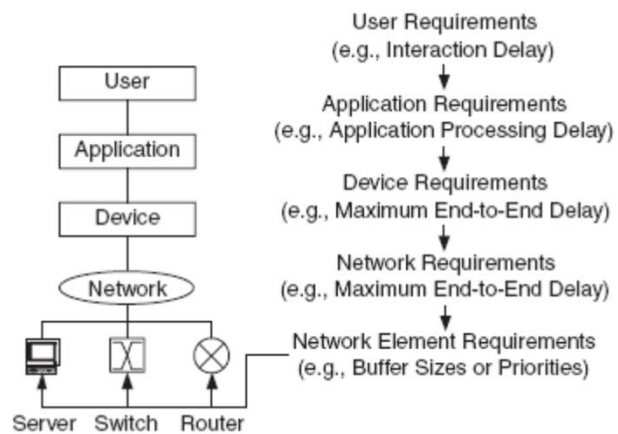 User Requirements
(e.g., Interaction Delay)
User
Application Requirements
(e.g., Application Processing Delay)
Application
Device Requirements
(e.g., Maximum End-to-End Delay)
Device
Network Requirements
(e.g., Maximum End-to-End Delay)
Network
Network Element Requirements
(e.g., Buffer Sizes or Priorities)
Server Switch Router